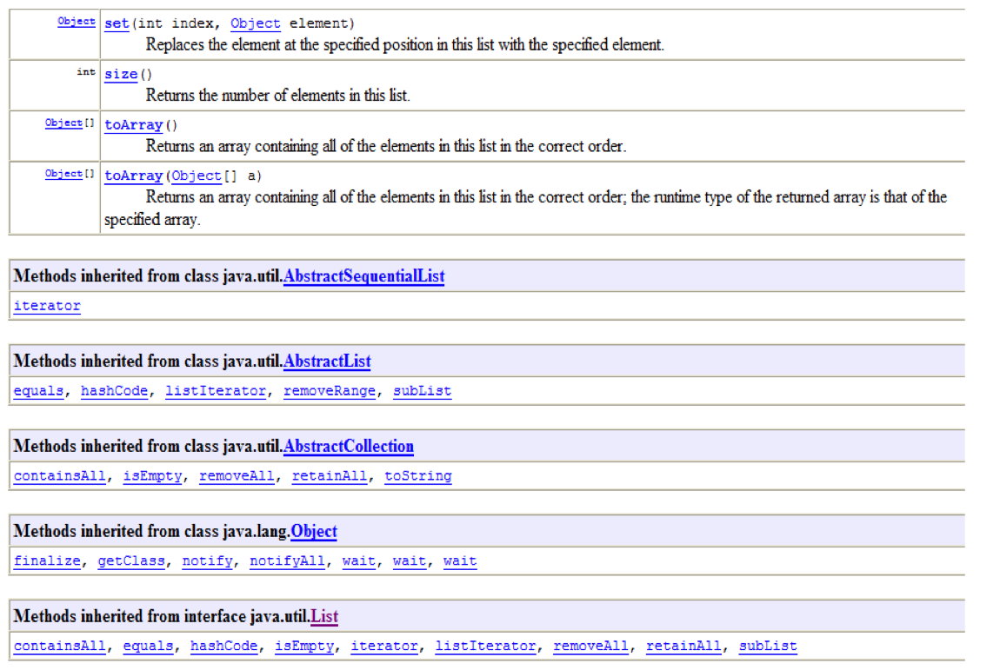 Object set(int index, Object element)
Replaces the element at the specified position in this list with the specified element.
int size()
Returns the number of elements in this list.
Object[] toArray()
Returns an array containing all of the elements in this list in the correct order.
Object[] toArray(Object[] a)
Returns an array containing all of the elements in this list in the correct order; the runtime type of the returned array is that of the
specified array.
Methods inherited from class java.util.AbstractSequentialList
iterator
Methods inherited from class java.util.AbstractList
equals, hashCode, listIterator, removeRange, subList
Methods inherited from class java.util.AbstractCollection
containsAll, isEmpty, removeAll, retainAll, toString
Methods inherited from class java.lang.Object
finalize, getClass, notify, notifyAll, wait, wait, wait
Methods inherited from interface java.util.List
containsAll, equals, hashCode, isEmpty, iterator, listIterator, removeAll, retainAll, subList